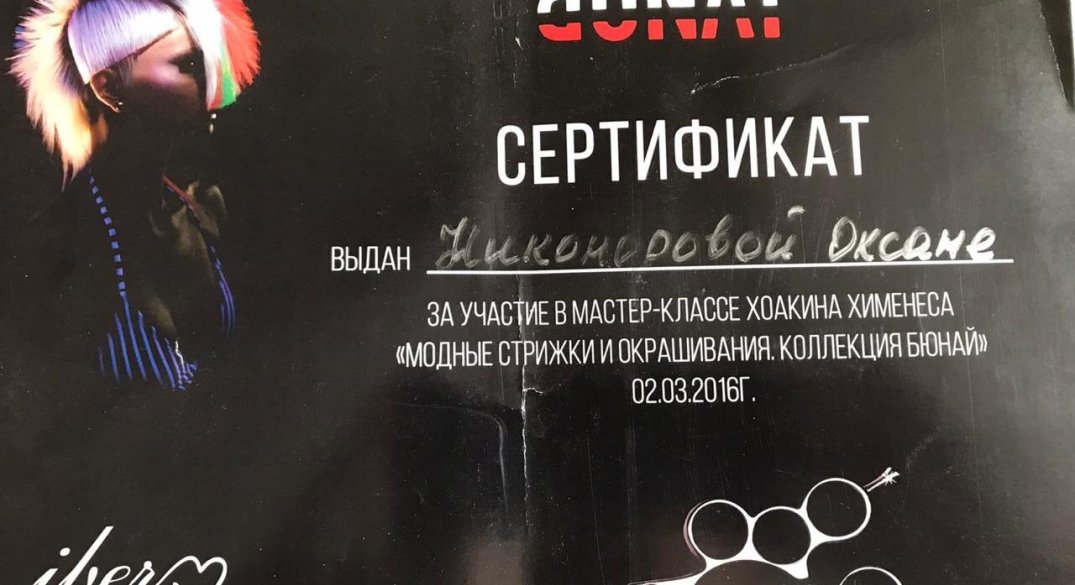 СЕРТИФИКАТ
ВЫДАН Никоноровой Оксане
ЗА УЧАСТИЕ В МАСТЕР-КЛАССЕ ХОАКИНА ХИМЕНЕСА
«МОДНЫЕ СТРИЖКИ И ОКРАШИВАНИЯ. КОЛЛЕКЦИЯ БЮНАЙ»
02.03.2016Г.
iber